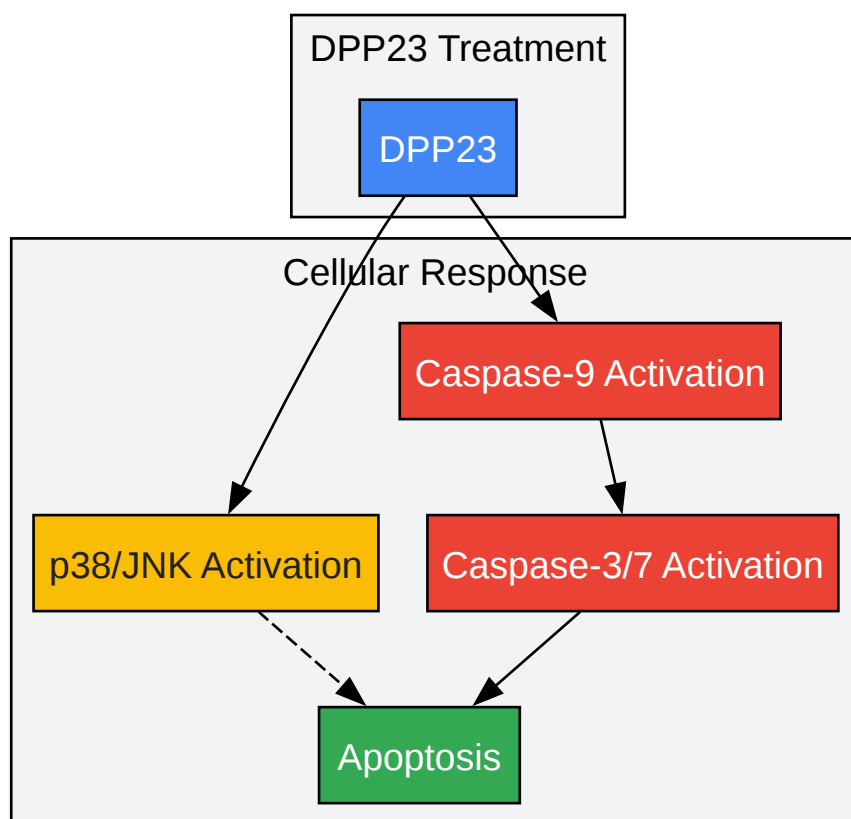 DPP23 Treatment
DPP23
Cellular Response
Caspase-9 Activation
p38/JNK Activation
Caspase-3/7 Activation
Apoptosis